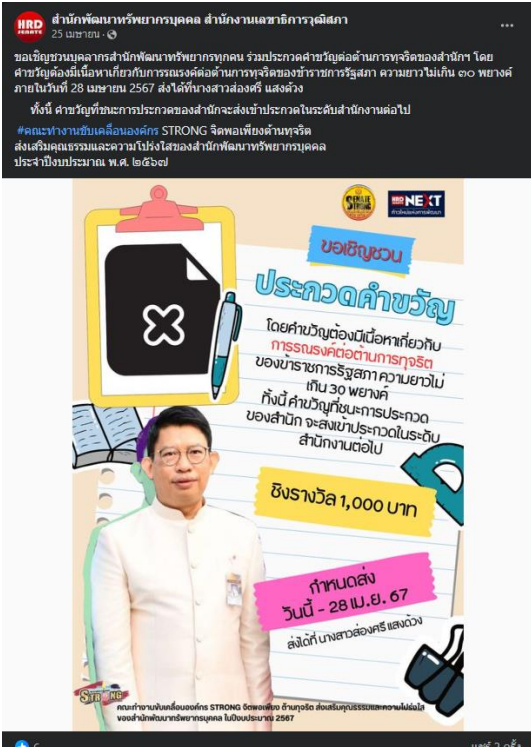 HRD
SENATE
สำนักพัฒนาทรัพยากรบุคคล สำนักงานเลขาธิการวุฒิสภา
25 เมษายน
ขอเชิญชวนบุคลากรสำนักพัฒนาทรัพยากรทุกคน ร่วมประกวดคำขวัญต่อต้านการทุจริตของสำนักฯ โดย
คำขวัญต้องมีเนื้อหาเกี่ยวกับการรณรงค์ต่อต้านการทุจริตของข้าราชการรัฐสภา ความยาวไม่เกิน ๓๐ พยางค์
ภายในวันที่ 28 เมษายน 2567 ส่งได้ที่นางสาวส่องศรี แสงด้วง
ทั้งนี้ คำขวัญที่ชนะการประกวดของสำนักจะส่งเข้าประกวดในระดับสำนักงานต่อไป
#คณะทำงานขับเคลื่อนองค์กร STRONG จิตพอเพียงต้านทุจริต
ส่งเสริมคุณธรรมและความโปร่งใสของสำนักพัฒนาทรัพยากรบุคคล
ประจำปีงบประมาณ พ.ศ. ๒๕๖๗
SENATE
STRONG
HRD NEXT
ก้าวใหม่แห่งการพัฒนา
ขอเชิญชวน
ประกวดคำขวัญ
โดยคำขวัญต้องมีเนื้อหาเกี่ยวกับ
การรณรงค์ต่อต้านการทุจริต
ของข้าราชการรัฐสภา ความยาวไม่
เกิน 30 พยางค์
ทั้งนี้ คำขวัญที่ชนะการประกวด
ของสำนัก จะส่งเข้าประกวดในระดับ
สำนักงานต่อไป
ชิงรางวัล 1,000 บาท
กำหนดส่ง
วันนี้ - 28 เม.ย. 67
ส่งได้ที่ นางสาวส่องศรี แสงด้วง
STRONG
คณะทำงานขับเคลื่อนองค์กร STRONG จิตพอเพียง ต้านทุจริต ส่งเสริมคุณธรรมและความโปร่งใส
ของสำนักพัฒนาทรัพยากรบุคคล ในปีงบประมาณ 2567